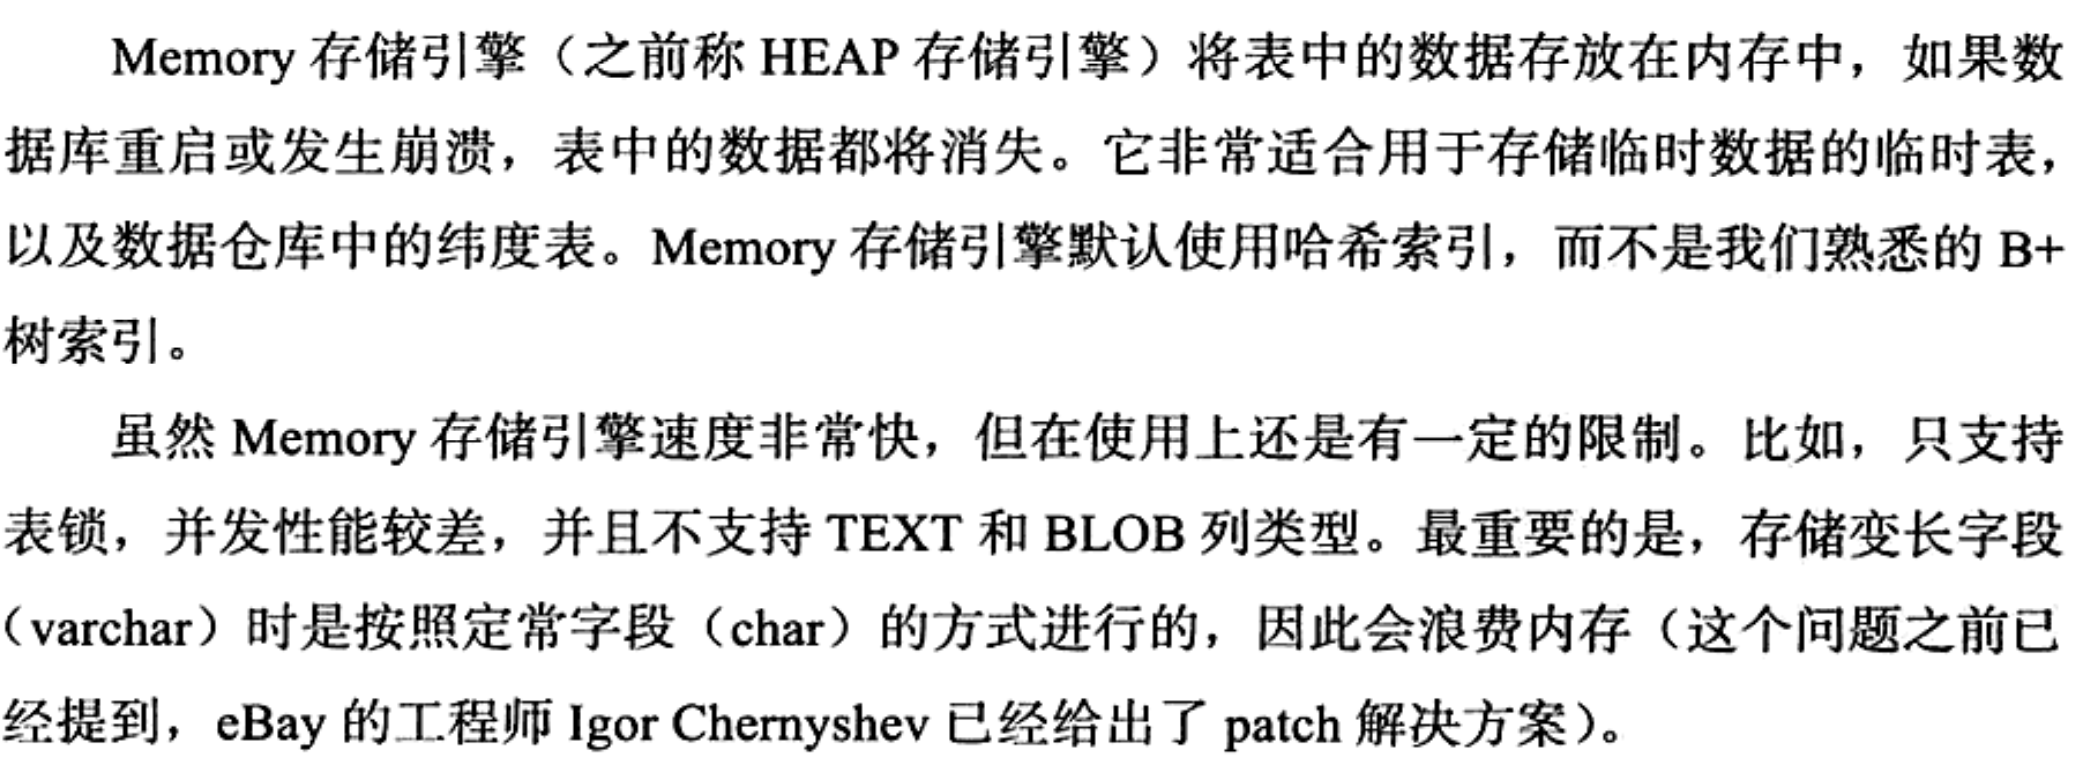 Memory 存储引擎（之前称 HEAP 存储引擎）将表中的数据存放在内存中，如果数
据库重启或发生崩溃，表中的数据都将消失。它非常适合用于存储临时数据的临时表，
以及数据仓库中的纬度表。Memory 存储引擎默认使用哈希索引，而不是我们熟悉的 B+
树索引。
虽然 Memory 存储引擎速度非常快，但在使用上还是有一定的限制。比如，只支持
表锁，并发性能较差，并且不支持 TEXT 和 BLOB 列类型。最重要的是，存储变长字段
（varchar）时是按照定常字段（char）的方式进行的，因此会浪费内存（这个问题之前已
经提到，eBay 的工程师 Igor Chernyshev 已经给出了 patch 解决方案）。